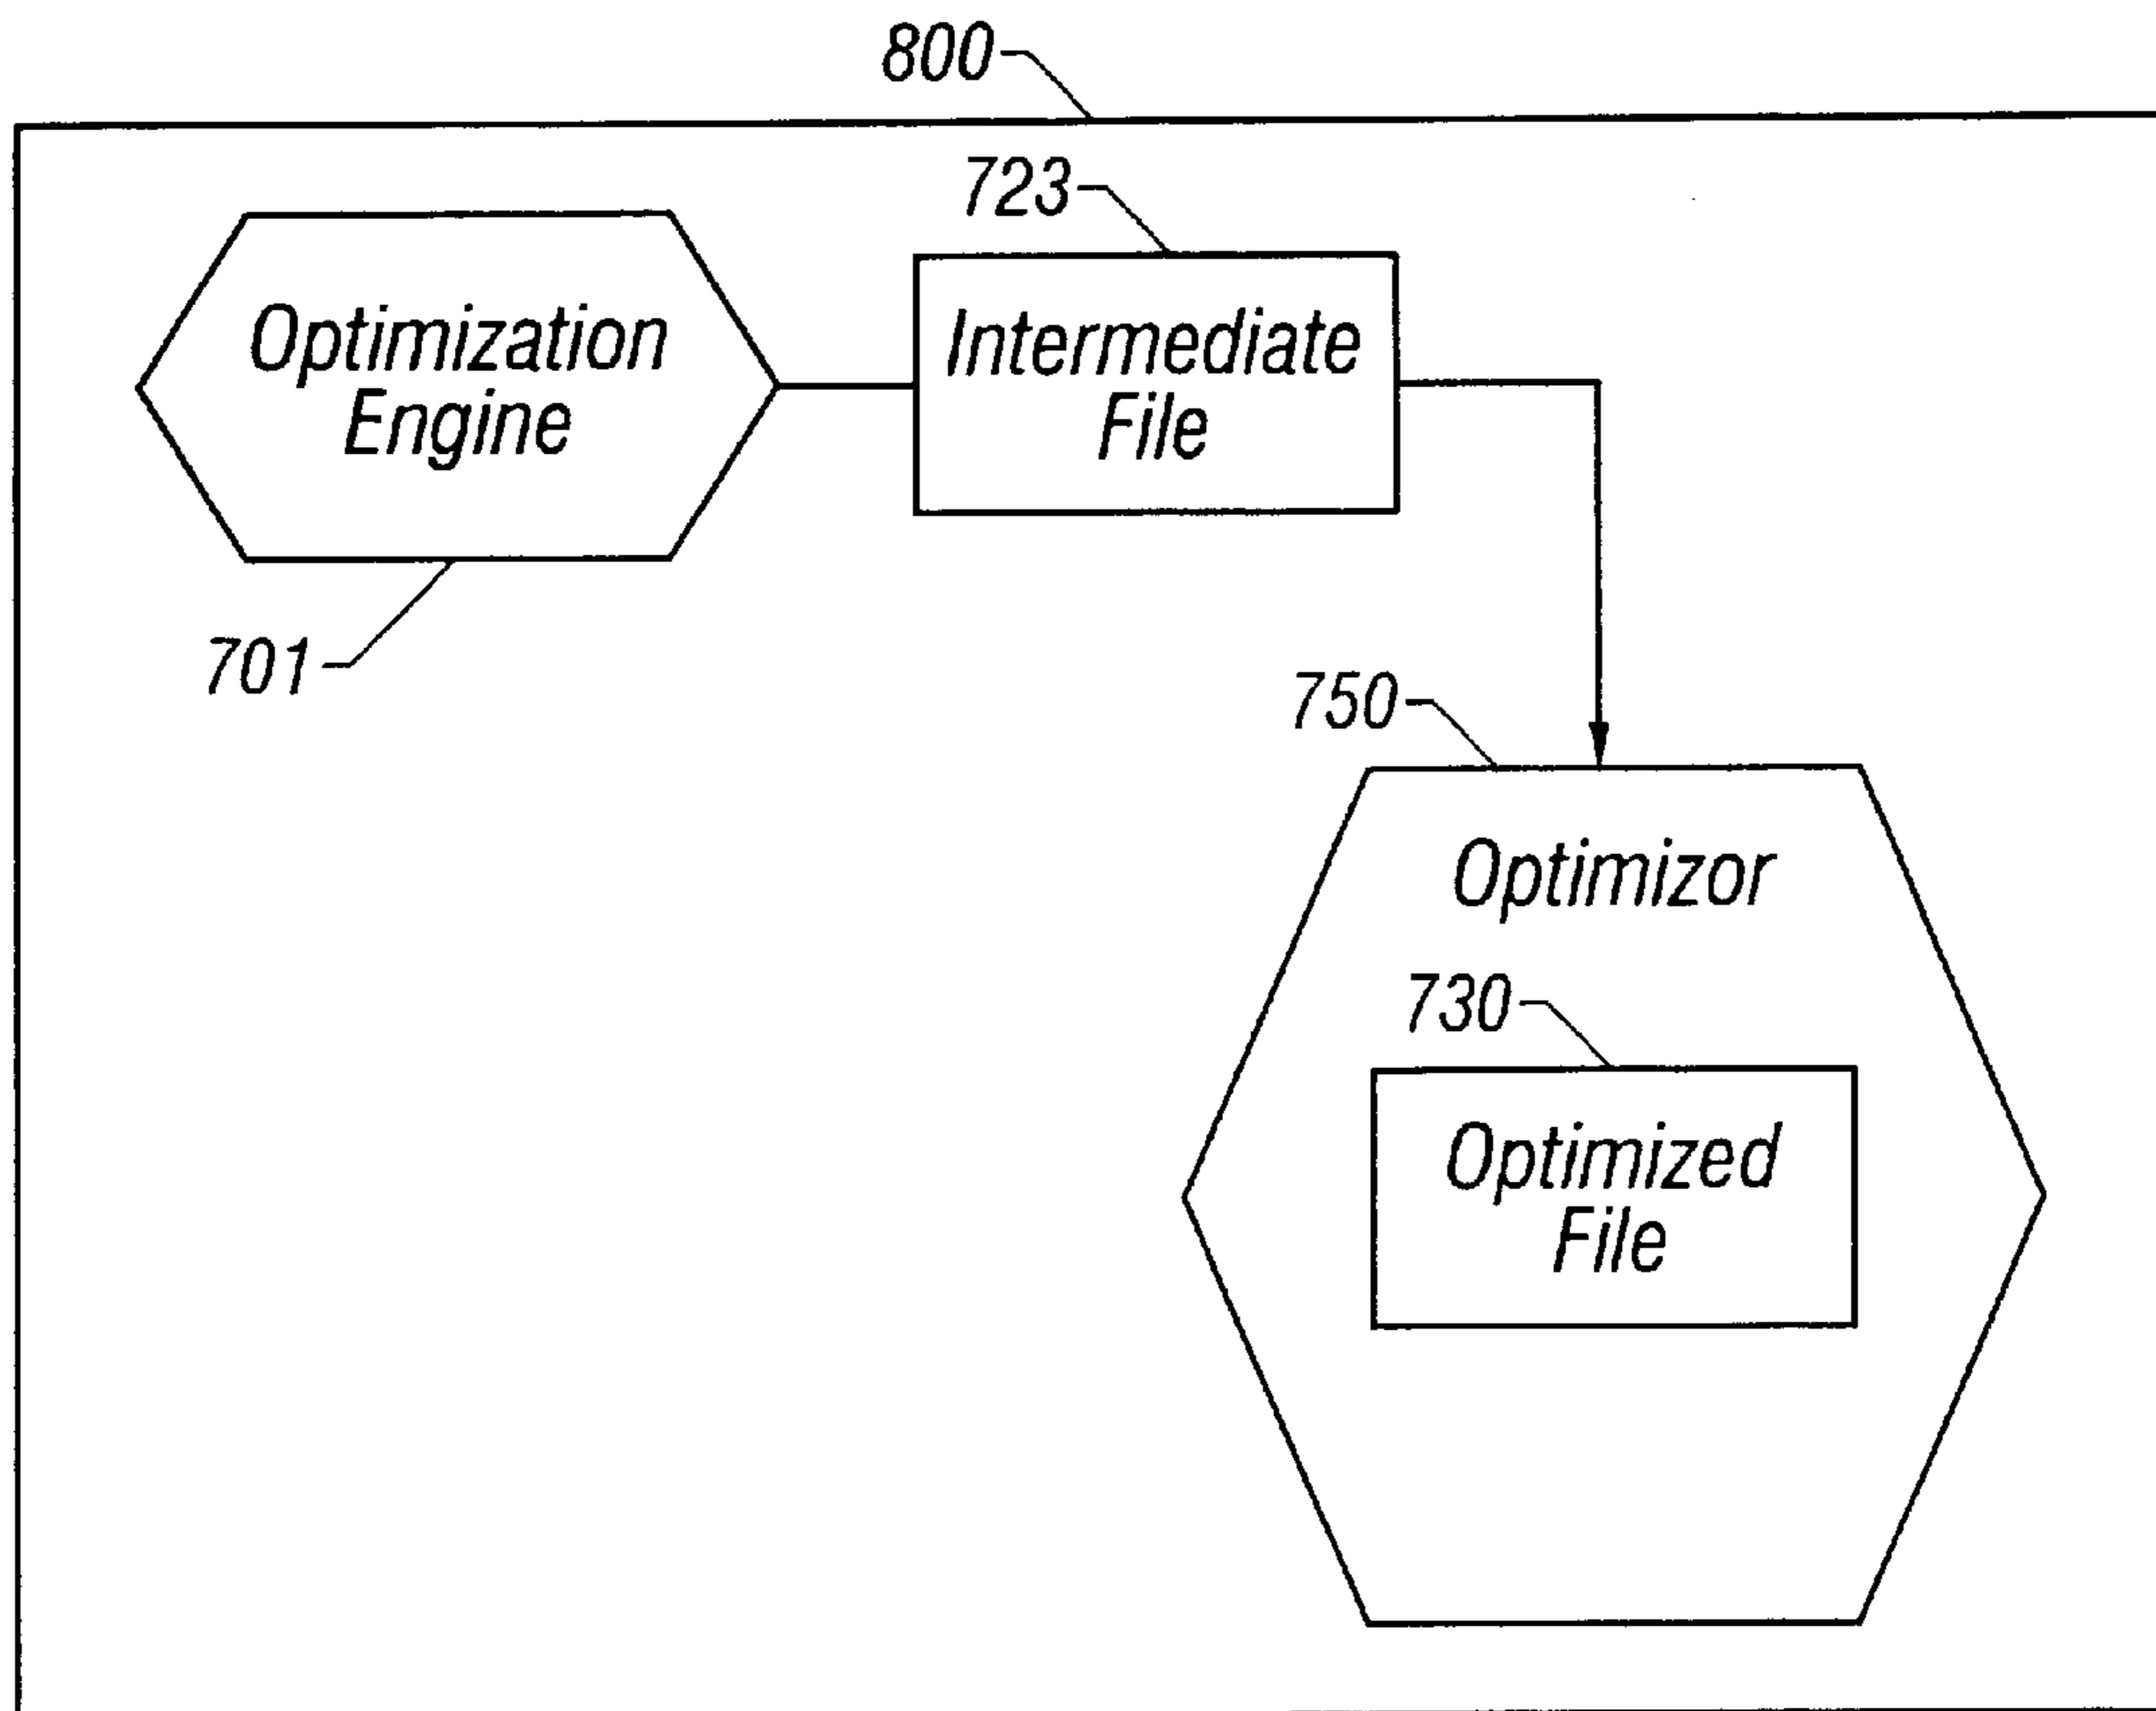 800
723
Optimization
Engine
Intermediate
File
701
750
Optimizor
730
Optimized
File